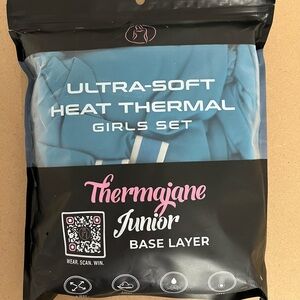 ULTRA-SOFT
HEAT THERMAL
GIRLS SET
Thermajane
Junior
BASE LAYER
WEAR. SCAN. WIN.